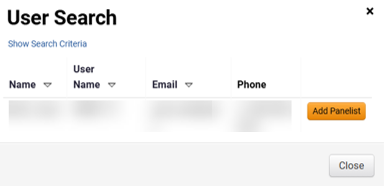 User Search
×
Show Search Criteria
Name
User Name
Email
Phone
Add Panelist
Close